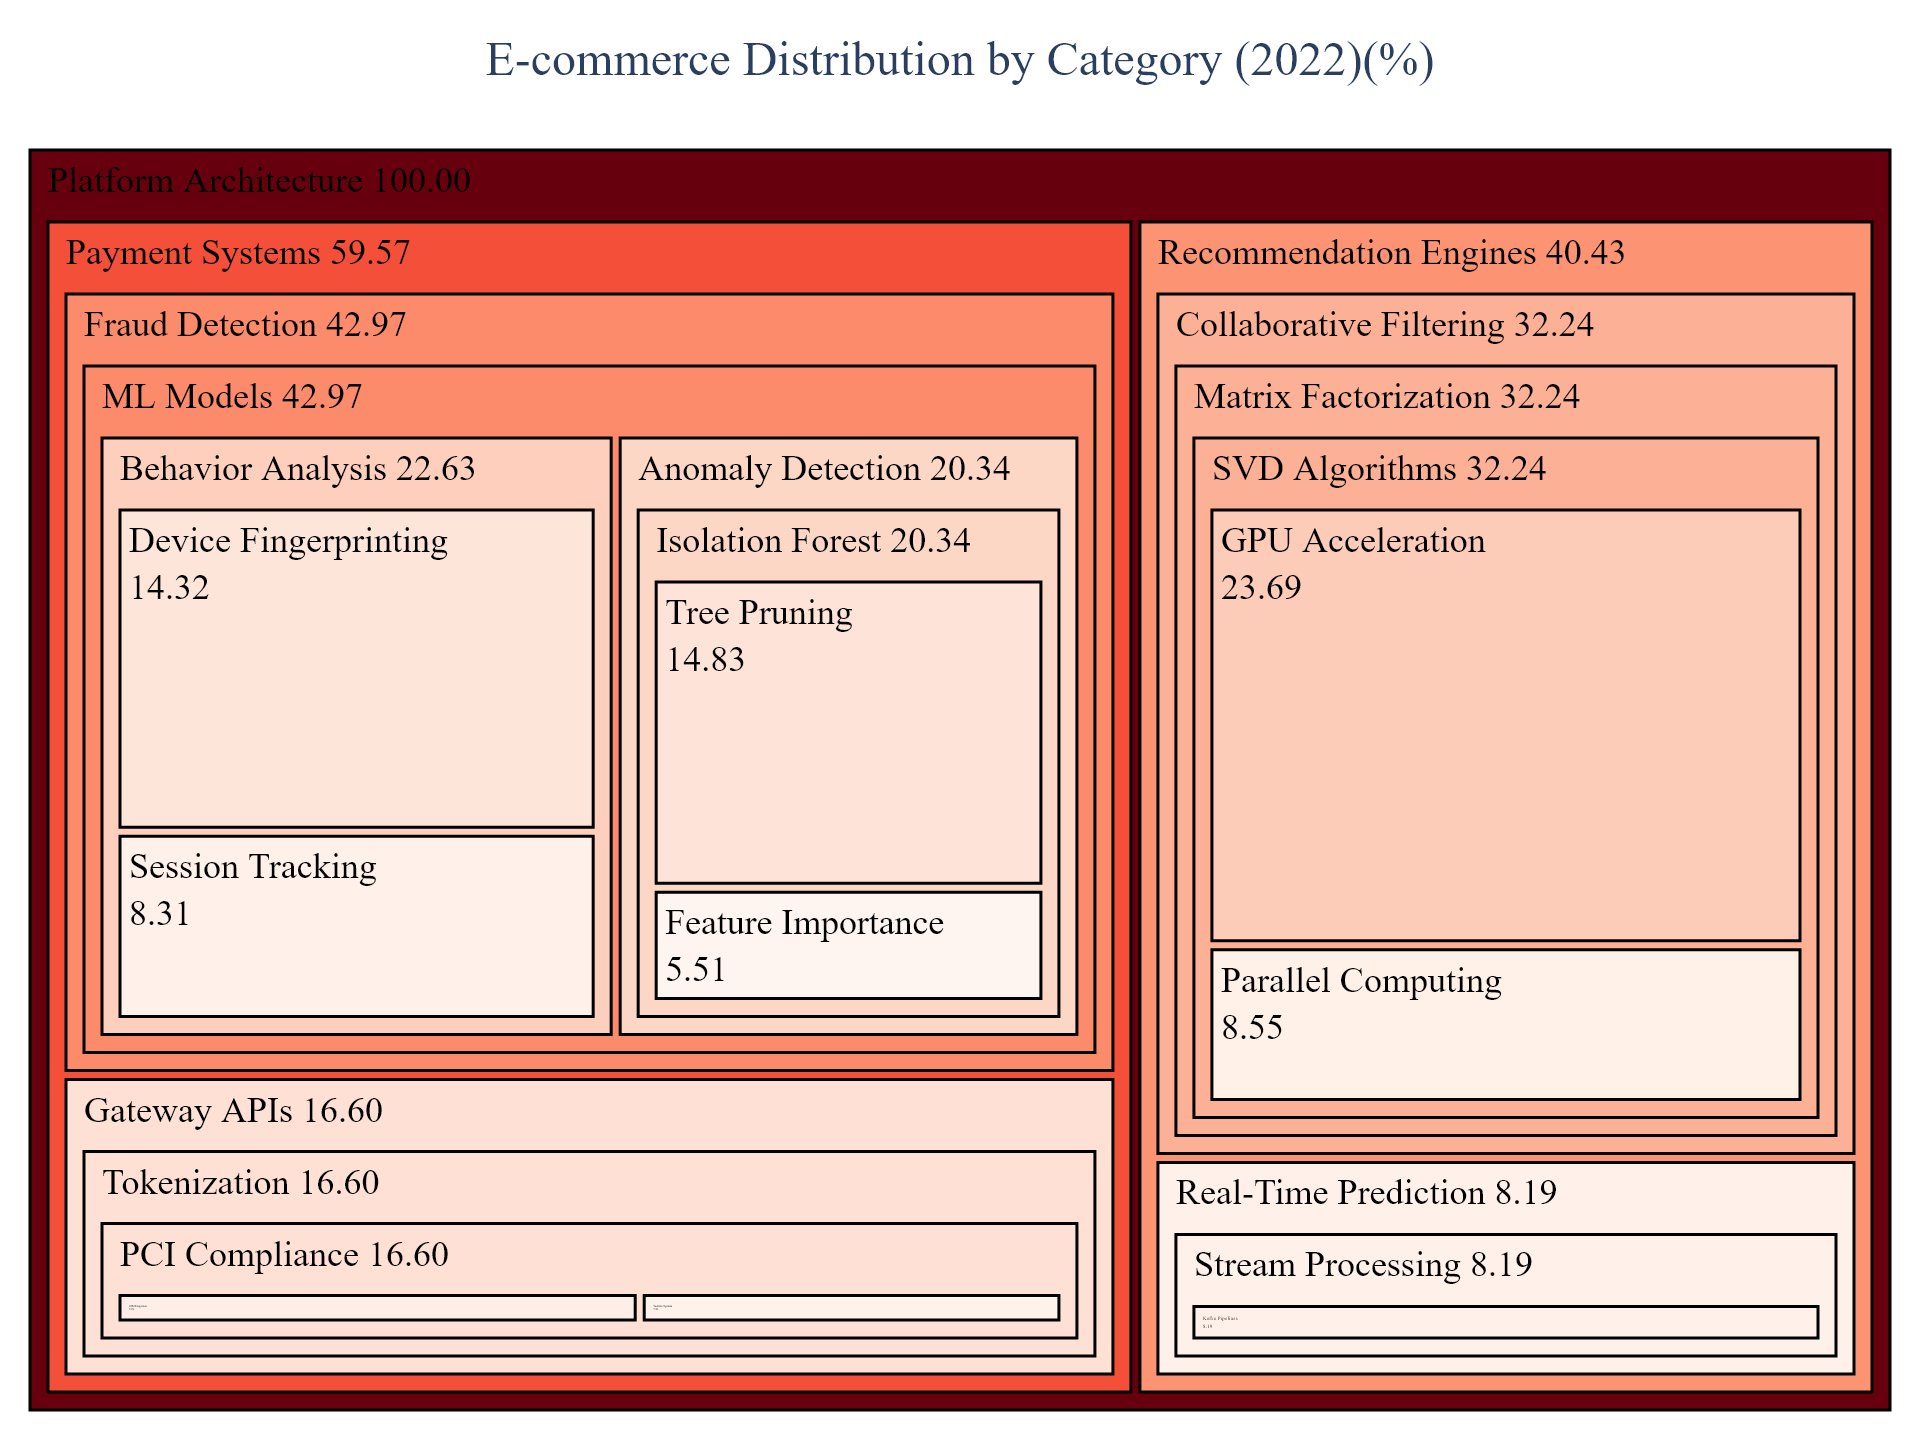 E-commerce Distribution by Category (2022)(%)
Platform Architecture 100.00
Payment Systems 59.57
Fraud Detection 42.97
ML Models 42.97
Behavior Analysis 22.63
Device Fingerprinting
14.32
Session Tracking
8.31
Anomaly Detection 20.34
Isolation Forest 20.34
Tree Pruning
14.83
Feature Importance
5.51
Gateway APIs 16.60
Tokenization 16.60
PCI Compliance 16.60
Recommendation Engines 40.43
Collaborative Filtering 32.24
Matrix Factorization 32.24
SVD Algorithms 32.24
GPU Acceleration
23.69
Parallel Computing
8.55
Real-Time Prediction 8.19
Stream Processing 8.19
Kafka Pipelines
8.19